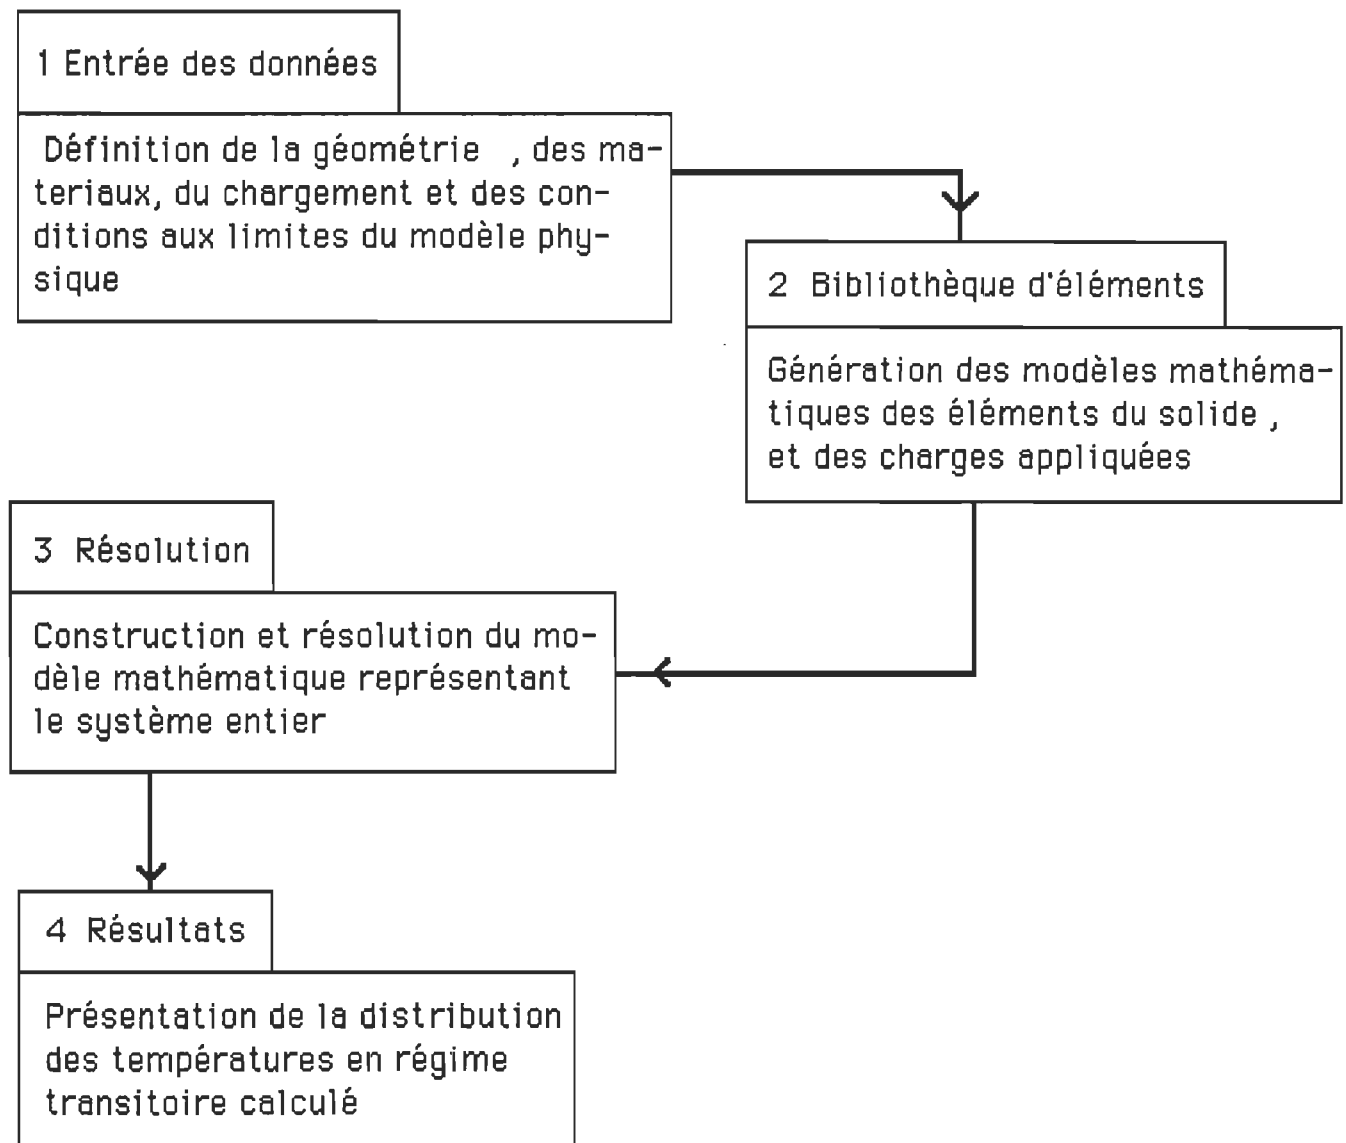 1 Entrée des données
Définition de la géométrie , des ma-
teriaux, du chargement et des con-
ditions aux limites du modèle phy-
sique
2 Bibliothèque d'éléments
Génération des modèles mathéma-
tiques des éléments du solide ,
et des charges appliquées
3 Résolution
Construction et résolution du mo-
dèle mathématique représentant
le système entier
4 Résultats
Présentation de la distribution
des températures en régime
transitoire calculé